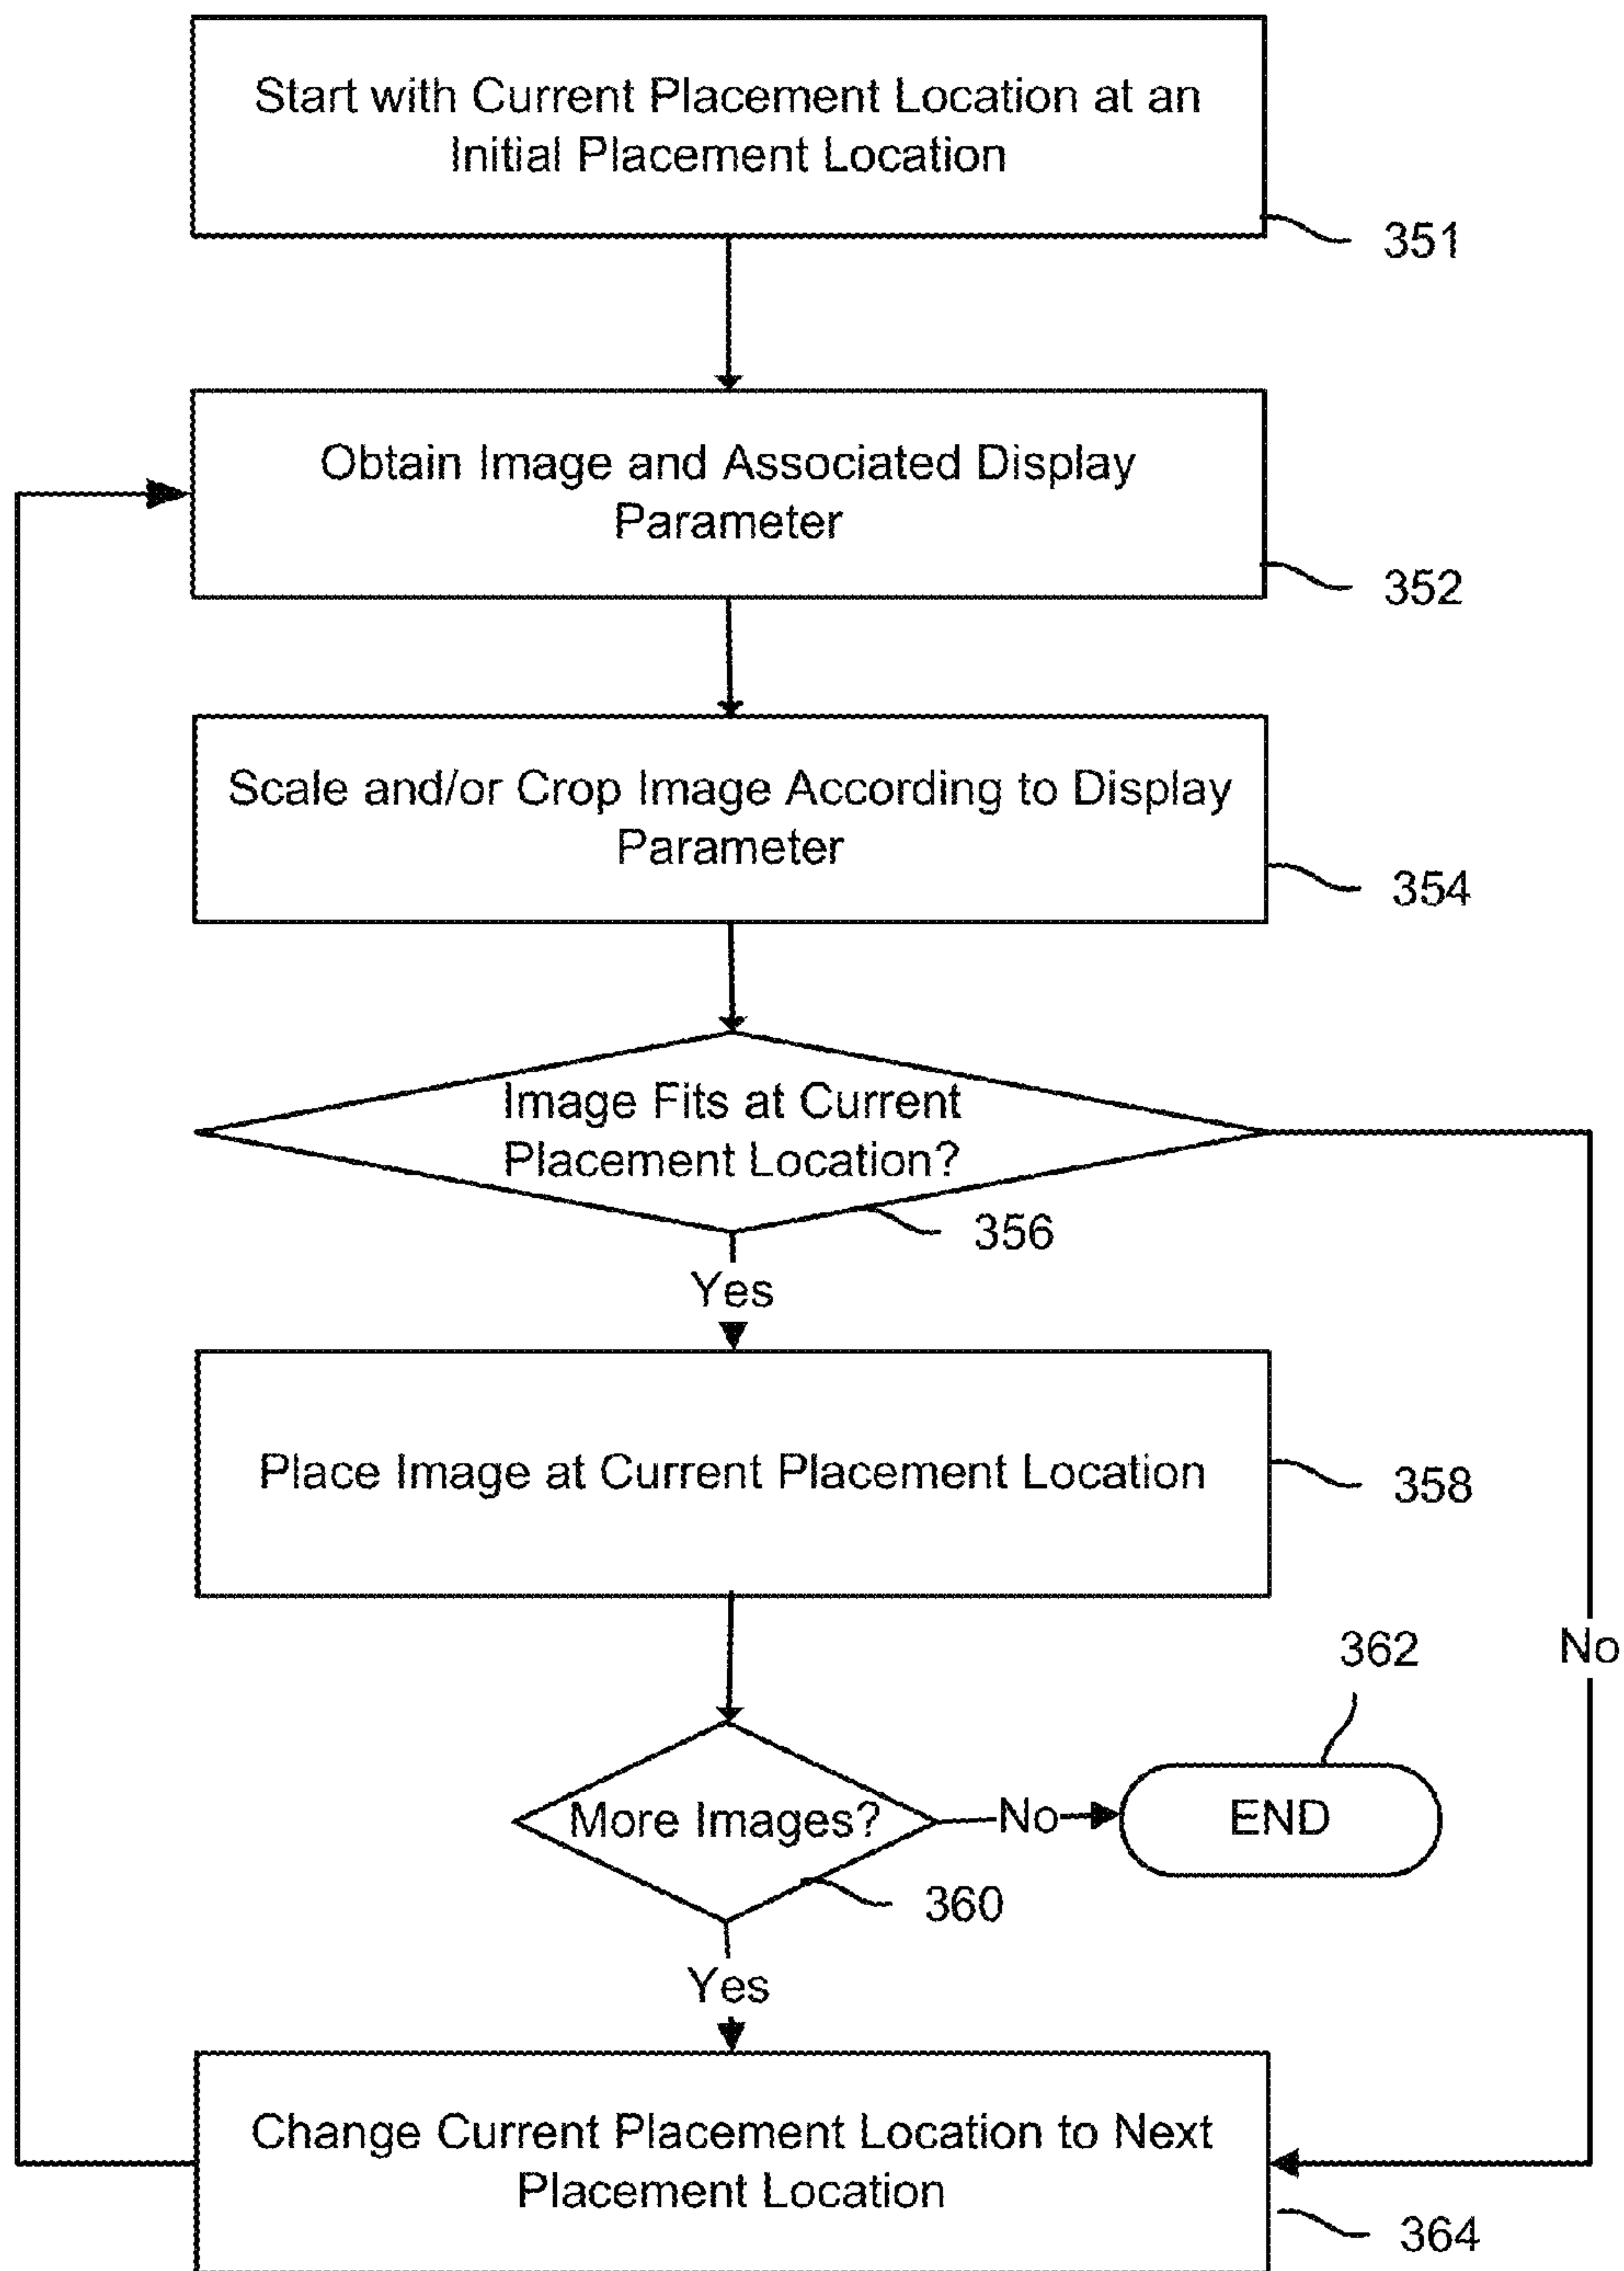 Start with Current Placement Location at an
Initial Placement Location
351
Obtain Image and Associated Display
Parameter
352
Scale and/or Crop Image According to Display
Parameter
354
Image Fits at Current
Placement Location?
356
Yes
Place Image at Current Placement Location
358
No
362
More Images?
No
END
360
Yes
Change Current Placement Location to Next
Placement Location
364